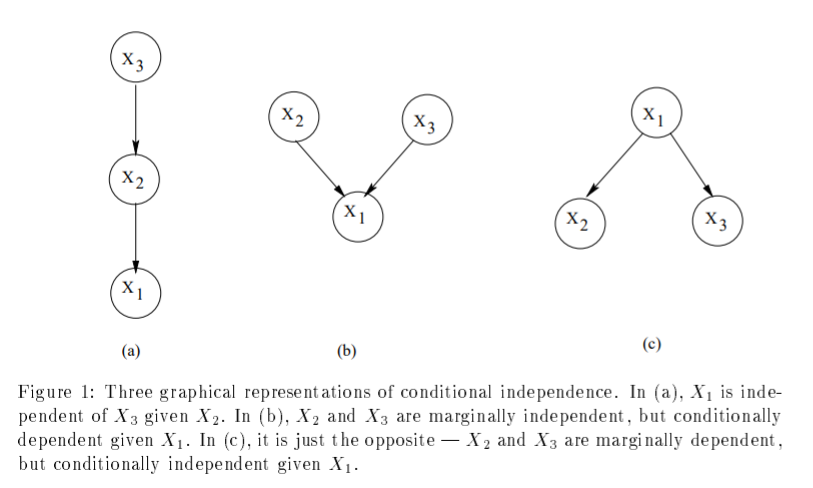 X3
X2
X1
(a)
X2
X3
X1
(b)
X1
X2
X3
(c)
Figure 1: Three graphical representations of conditional independence. In (a), X1 is inde-
pendent of X3 given X2. In (b), X2 and X3 are marginally independent, but conditionally
dependent given X1. In (c), it is just the opposite — X2 and X3 are marginally dependent,
but conditionally independent given X1.